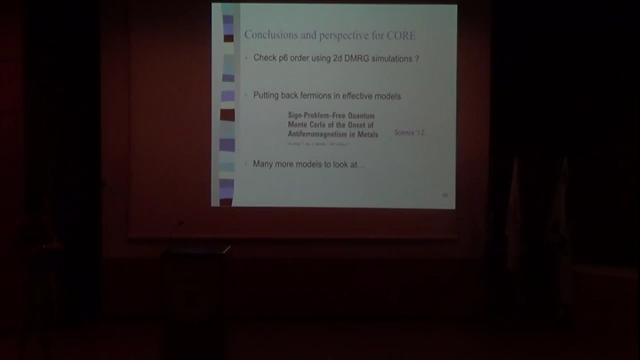 Conclusions and perspective for CORE
Check p6 order using 2d DMRG simulations ?
Putting back fermions in effective models
Sign-Problem–Free Quantum
Monte Carlo of the Onset of
Antiferromagnetism in Metals
Science '12
Many more models to look at...